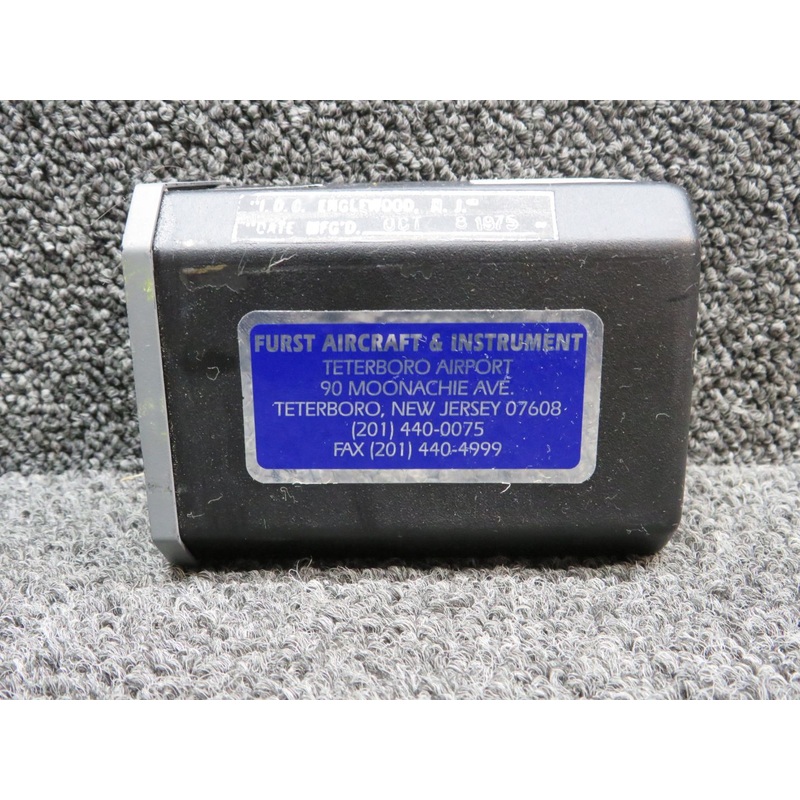 "I.D.C. ENGLEWOOD, N. J."
"DATE MFG'D. OCT 8 1975 "
FURST AIRCRAFT & INSTRUMENT
TETERBORO AIRPORT
90 MOONACHIE AVE.
TETERBORO, NEW JERSEY 07608
(201) 440-0075
FAX (201) 440-4999